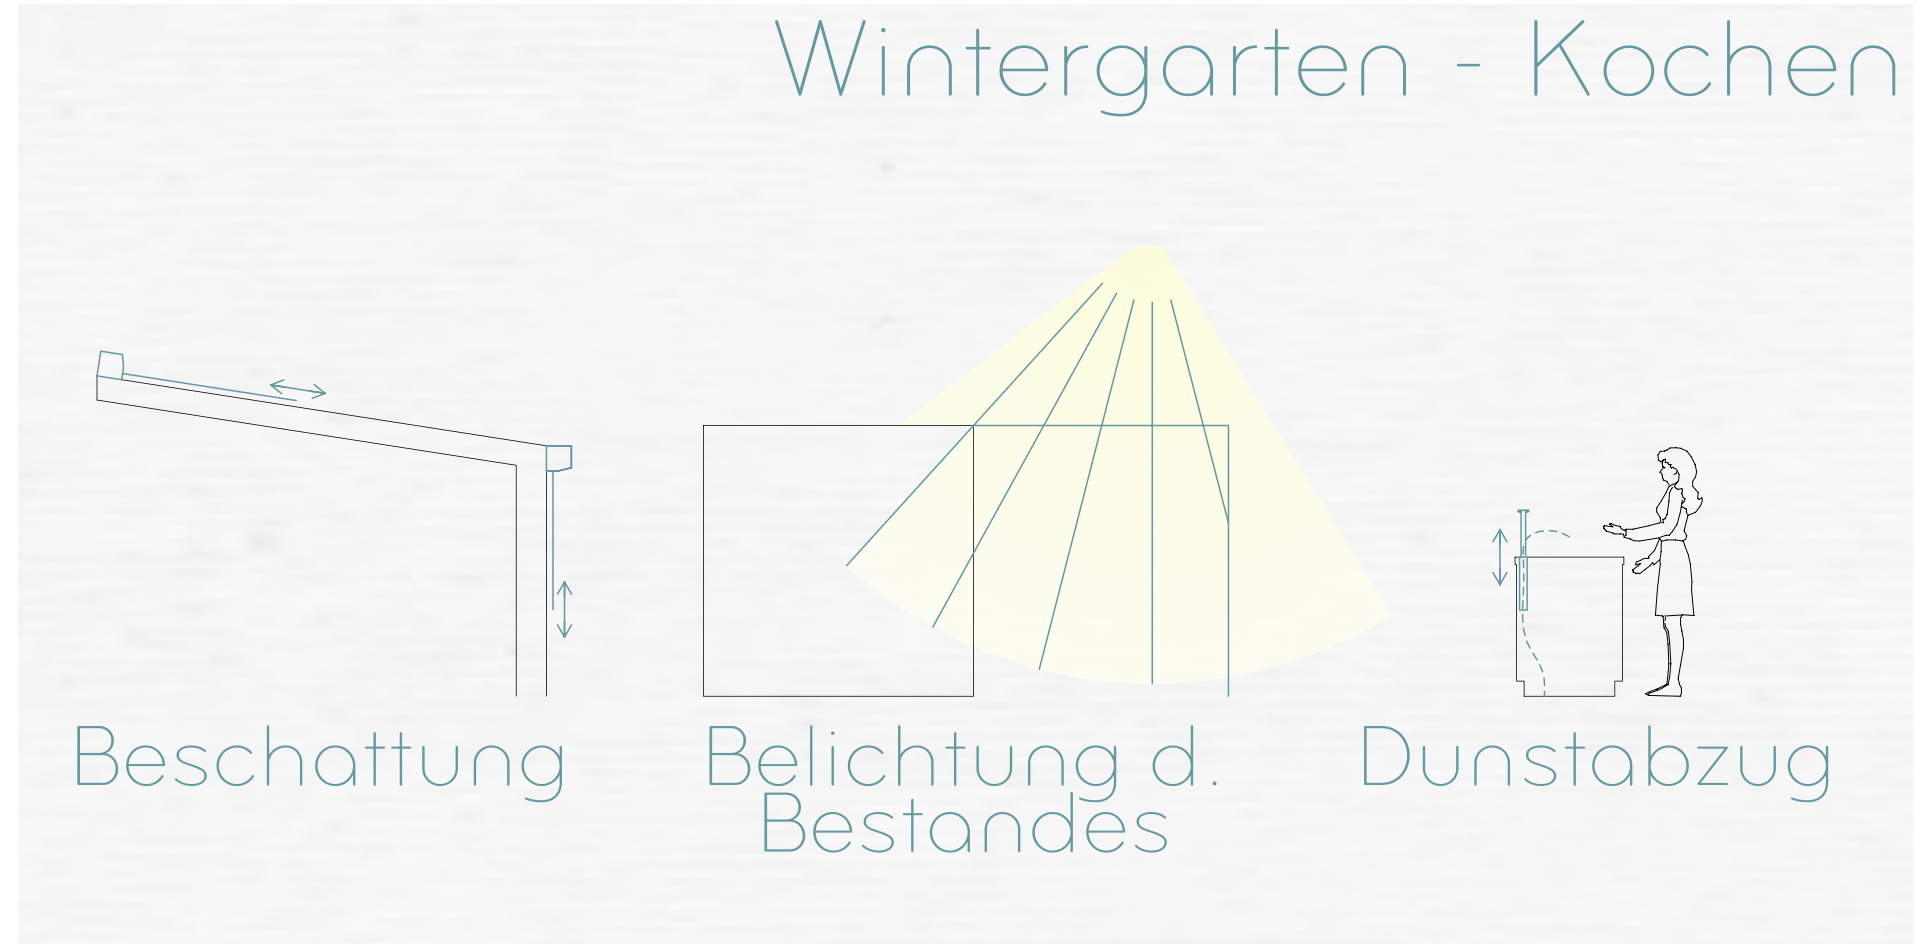 Wintergarten - Kochen
Beschattung
Belichtung d.
Bestandes
Dunstabzug